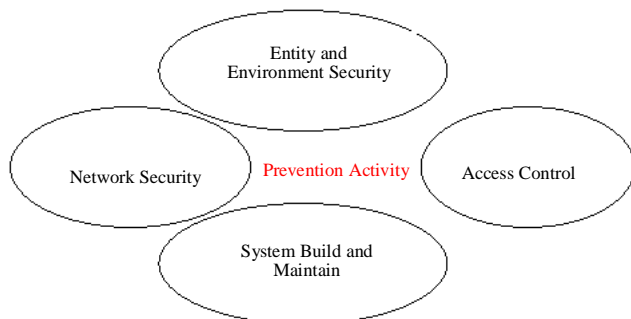 Entity and
Environment Security
Network Security
Prevention Activity
Access Control
System Build and
Maintain